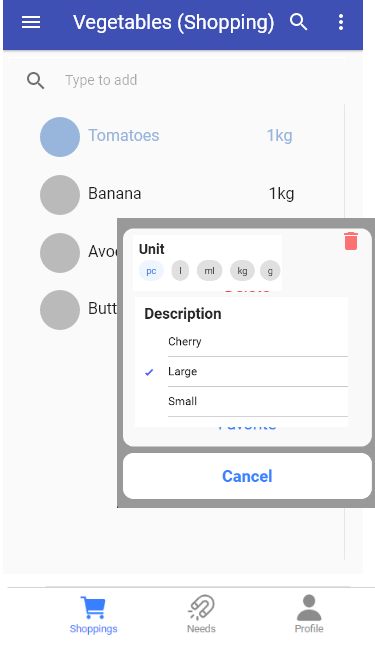 Vegetables (Shopping)
Type to add
Tomatoes 1kg
Banana 1kg
Avo
Butt
Unit
pc l ml kg g
Description
Cherry
Large
Small
Favorite
Cancel
Shoppings Needs Profile